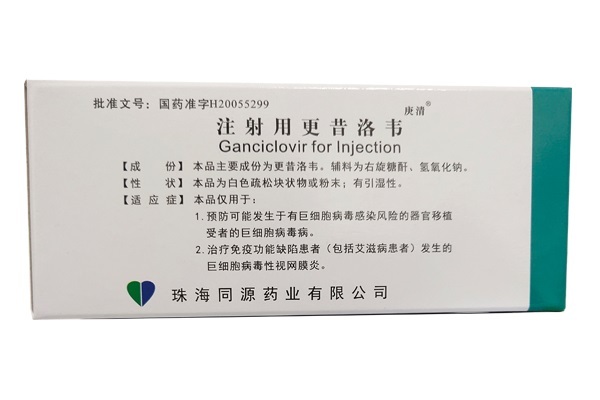 批准文号：国药准字H20055299
庚清®
注射用更昔洛韦
Ganciclovir for Injection
【成　份】本品主要成份为更昔洛韦。辅料为右旋糖酐、氢氧化钠。
【性　状】本品为白色疏松块状物或粉末；有引湿性。
【适应症】本品仅用于：
1.预防可能发生于有巨细胞病毒感染风险的器官移植
受者的巨细胞病毒病。
2.治疗免疫功能缺陷患者（包括艾滋病患者）发生的
巨细胞病毒性视网膜炎。
珠海同源药业有限公司